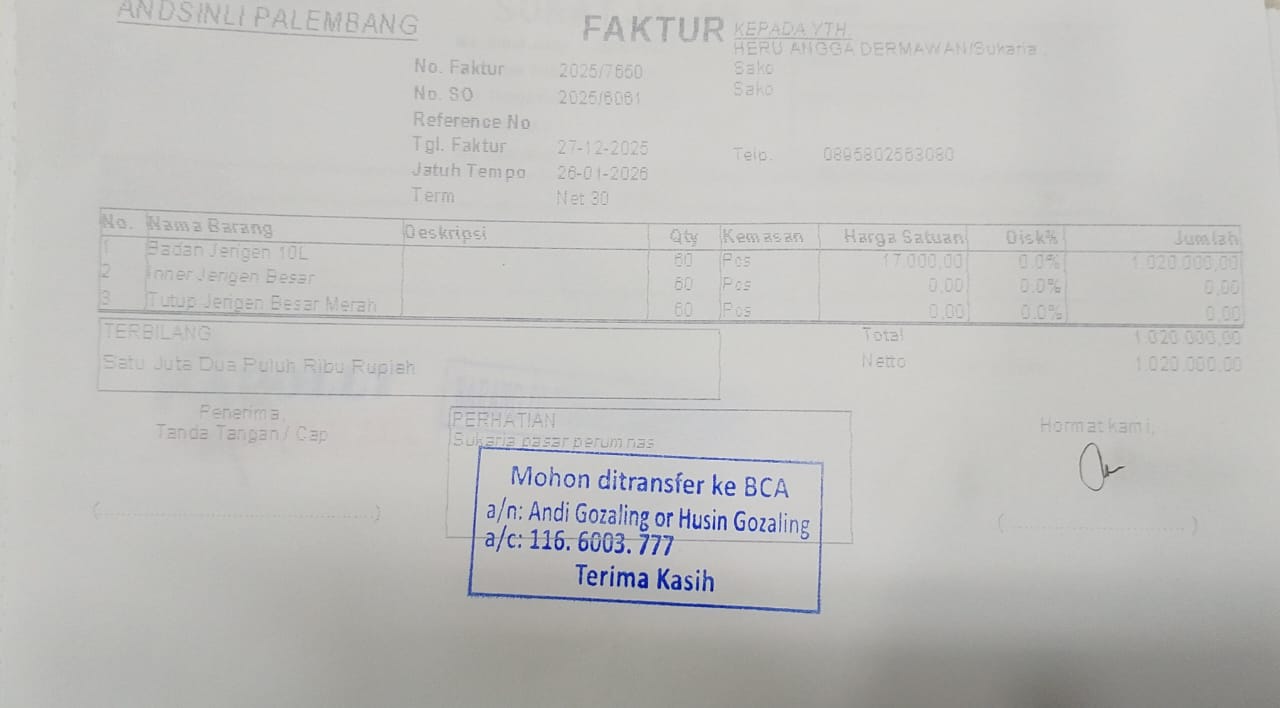 ANDSINLI PALEMBANG
FAKTUR
KEPADA YTH.
HERU ANGGA DERMAWAN/Sukaria .
Sako
Sako
No. Faktur 2025/7660
No. SO 2025/6061
Reference No
Tgl. Faktur 27-12-2025
Telp. 0895802563080
Jatuh Tempo 26-01-2026
Term Net 30
No. Nama Barang Deskripsi Qty Kemasan Harga Satuan Disk% Jumlah
1 Badan Jerigen 10L 60 Pcs 17.000,00 0.0% 1.020.000,00
2 Inner Jerigen Besar 60 Pcs 0,00 0.0% 0,00
3 Tutup Jerigen Besar Merah 60 Pcs 0,00 0.0% 0,00
TERBILANG
Satu Juta Dua Puluh Ribu Rupiah
Total 1.020.000,00
Netto 1.020.000,00
Penerima,
Tanda Tangan / Cap
(..............................................)
PERHATIAN
Sukaria pasar perumnas
Mohon ditransfer ke BCA
a/n: Andi Gozaling or Husin Gozaling
a/c: 116. 6003. 777
Terima Kasih
Hormat kami,
(................................)